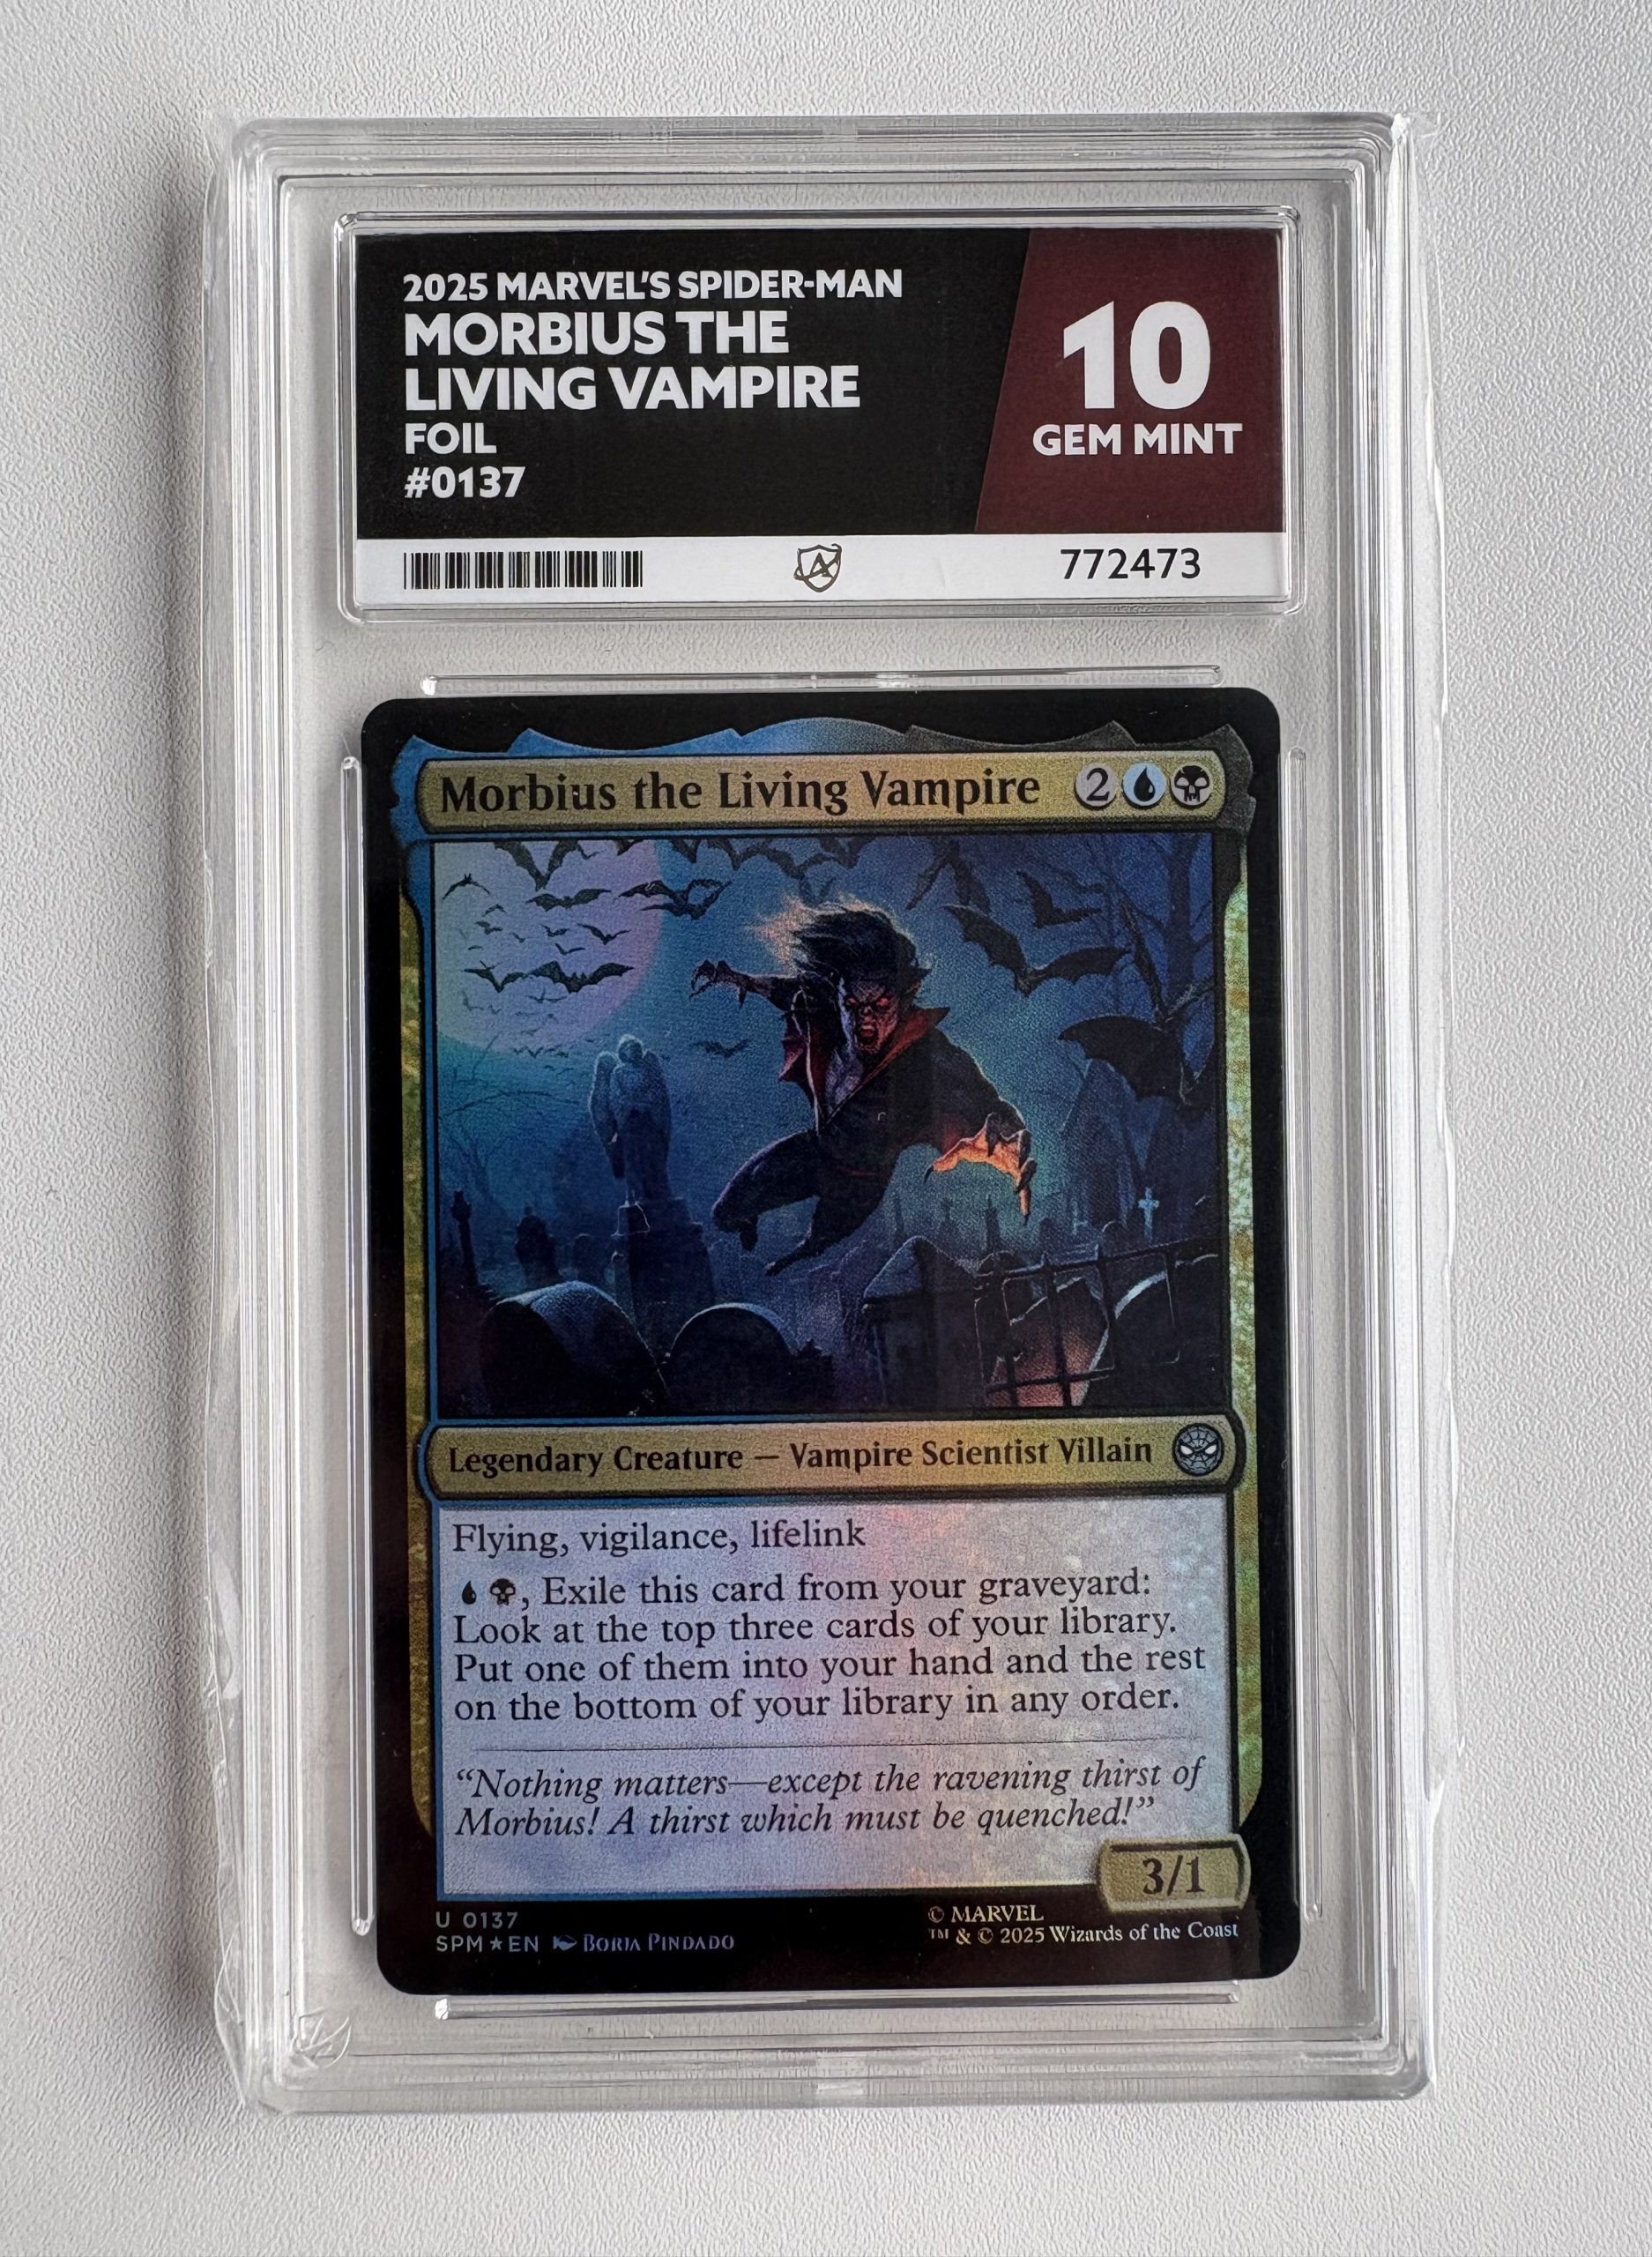 2025 MARVEL'S SPIDER-MAN
MORBIUS THE
LIVING VAMPIRE
FOIL
#0137
10
GEM MINT
772473
Morbius the Living Vampire 2
Legendary Creature — Vampire Scientist Villain
Flying, vigilance, lifelink
, Exile this card from your graveyard:
Look at the top three cards of your library.
Put one of them into your hand and the rest
on the bottom of your library in any order.
“Nothing matters—except the ravening thirst of
Morbius! A thirst which must be quenched!”
3/1
U 0137
SPM★EN BORJA PINDADO
© MARVEL
™ & © 2025 Wizards of the Coast